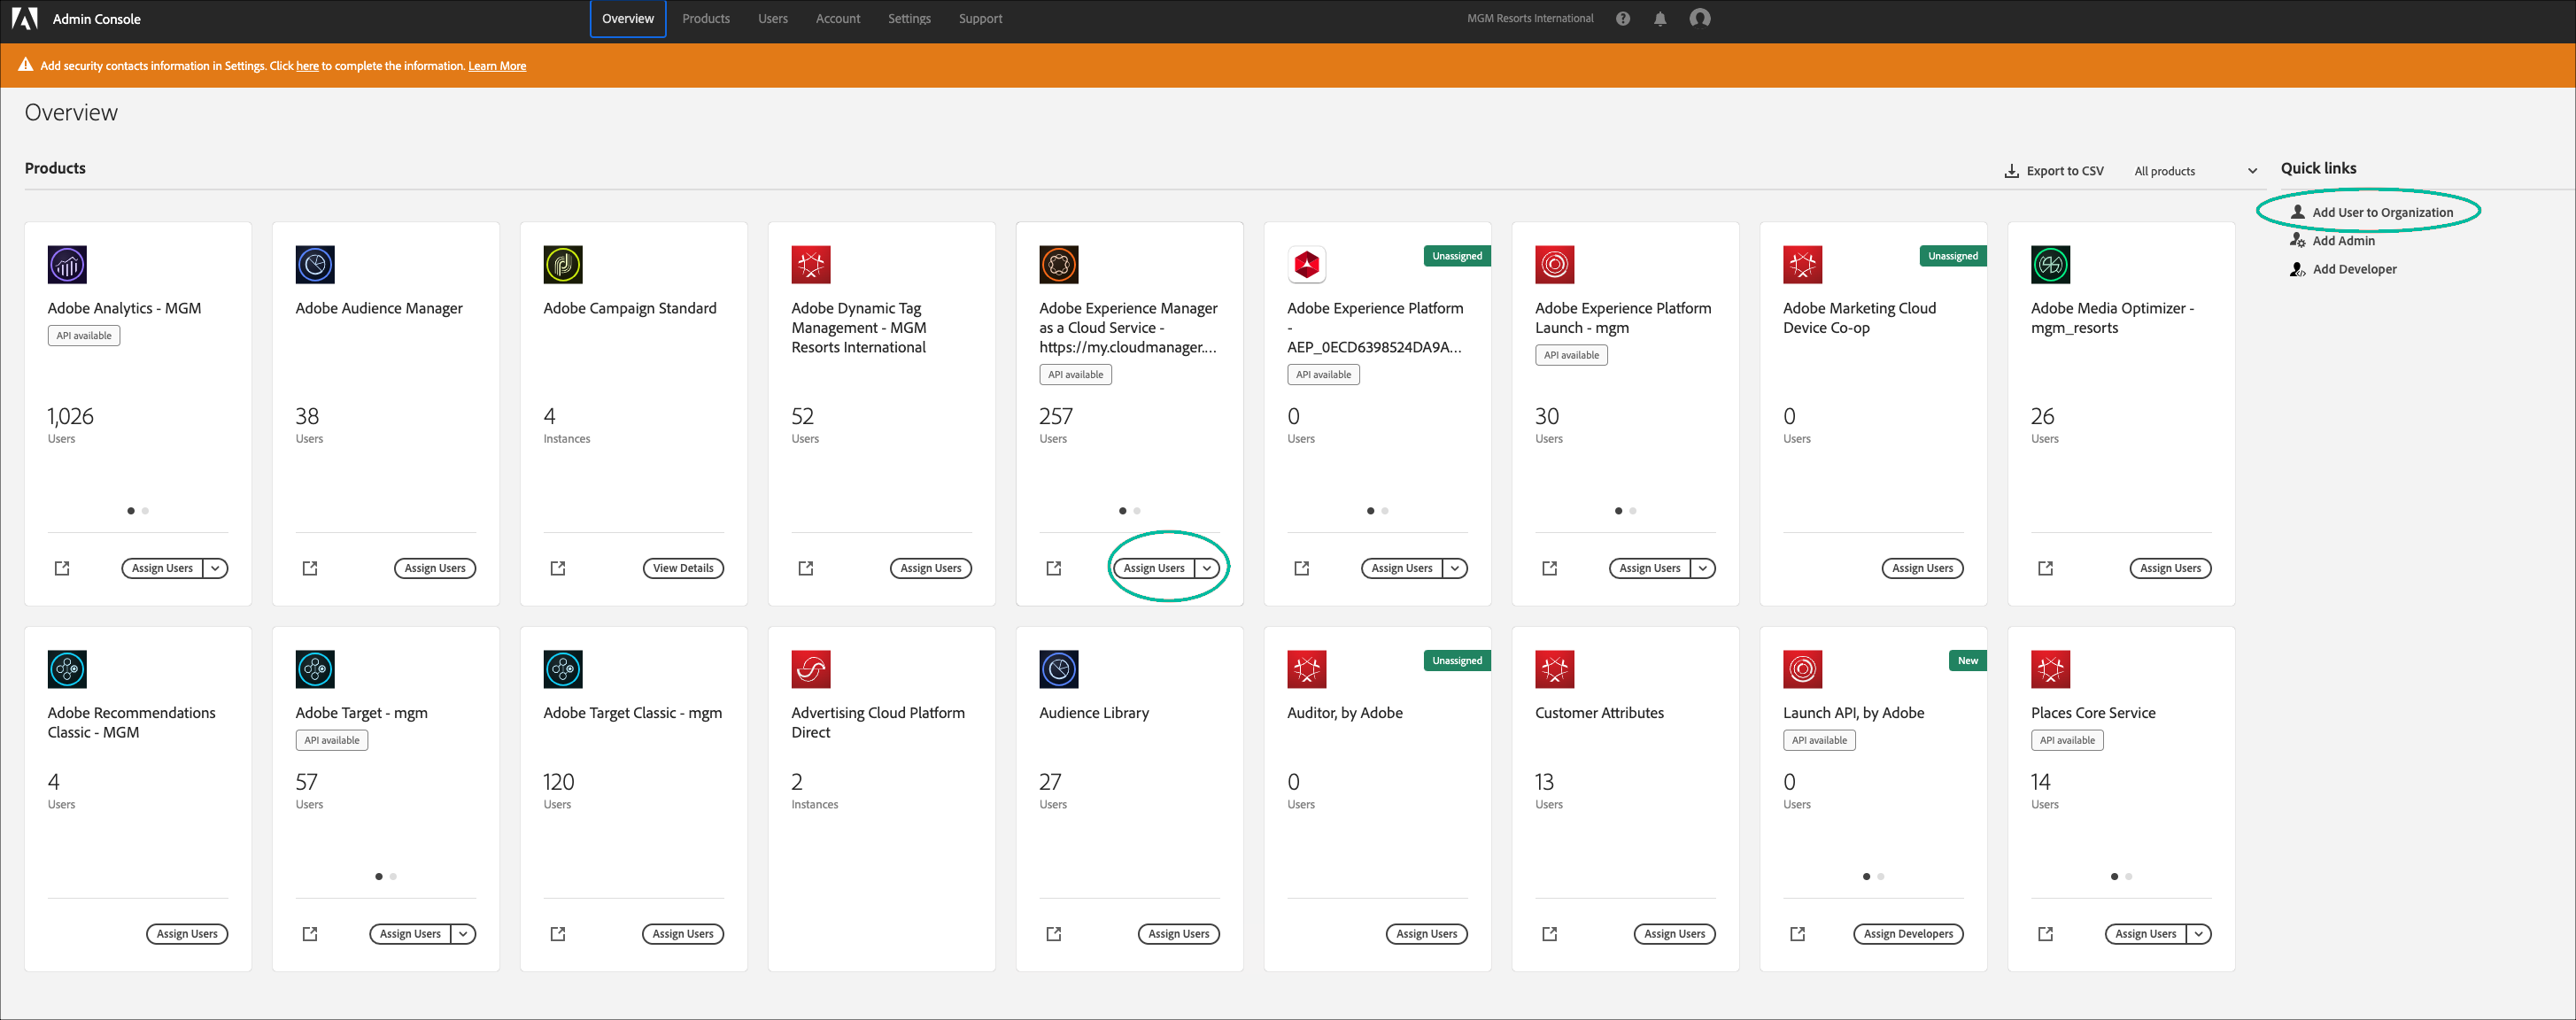 Admin Console
Overview
Products
Users
Account
Settings
Support
MGM Resorts International
Add security contacts information in Settings. Click here to complete the information. Learn More
Overview
Products
Export to CSV
All products
Quick links
Add User to Organization
Add Admin
Add Developer
Adobe Analytics - MGM
API available
1,026
Users
Assign Users
Adobe Audience Manager
38
Users
Assign Users
Adobe Campaign Standard
4
Instances
View Details
Adobe Dynamic Tag
Management - MGM
Resorts International
52
Users
Assign Users
Adobe Experience Manager
as a Cloud Service -
https://my.cloudmanager....
API available
257
Users
Assign Users
Unassigned
Adobe Experience Platform
-
AEP_0ECD6398524DA9A...
API available
0
Users
Assign Users
Adobe Experience Platform
Launch - mgm
API available
30
Users
Assign Users
Unassigned
Adobe Marketing Cloud
Device Co-op
0
Users
Assign Users
Adobe Media Optimizer -
mgm_resorts
26
Users
Assign Users
Adobe Recommendations
Classic - MGM
4
Users
Assign Users
Adobe Target - mgm
API available
57
Users
Assign Users
Adobe Target Classic - mgm
120
Users
Assign Users
Advertising Cloud Platform
Direct
2
Instances
Audience Library
27
Users
Assign Users
Unassigned
Auditor, by Adobe
0
Users
Assign Users
Customer Attributes
13
Users
Assign Users
New
Launch API, by Adobe
API available
0
Users
Assign Developers
Places Core Service
API available
14
Users
Assign Users